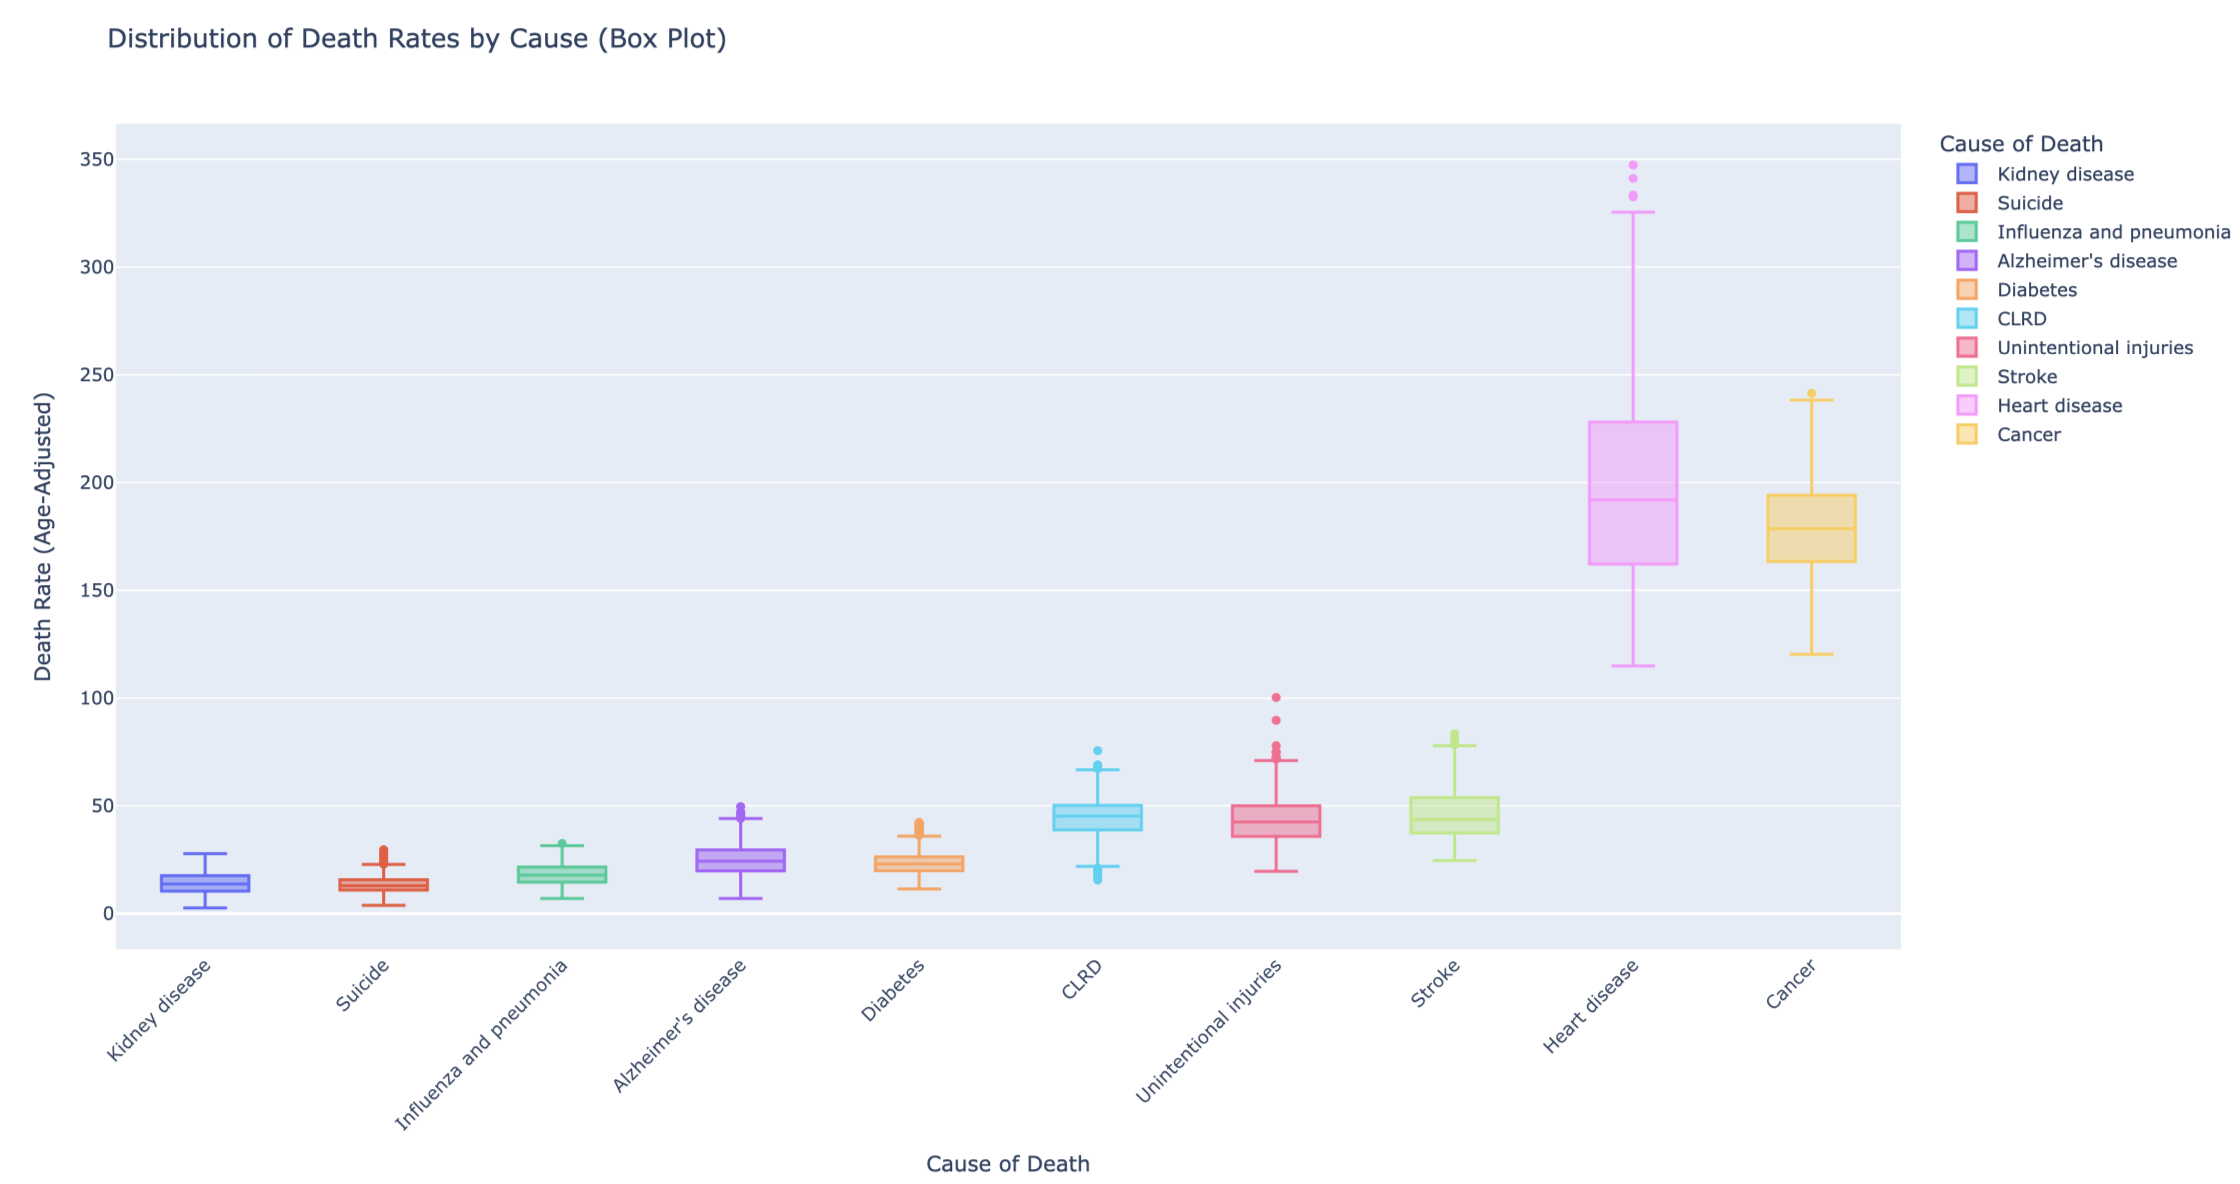 Distribution of Death Rates by Cause (Box Plot)
Death Rate (Age-Adjusted)
350
300
250
200
150
100
50
0
Kidney disease
Suicide
Influenza and pneumonia
Alzheimer's disease
Diabetes
CLRD
Unintentional injuries
Stroke
Heart disease
Cancer
Cause of Death
Cause of Death
Kidney disease
Suicide
Influenza and pneumonia
Alzheimer's disease
Diabetes
CLRD
Unintentional injuries
Stroke
Heart disease
Cancer